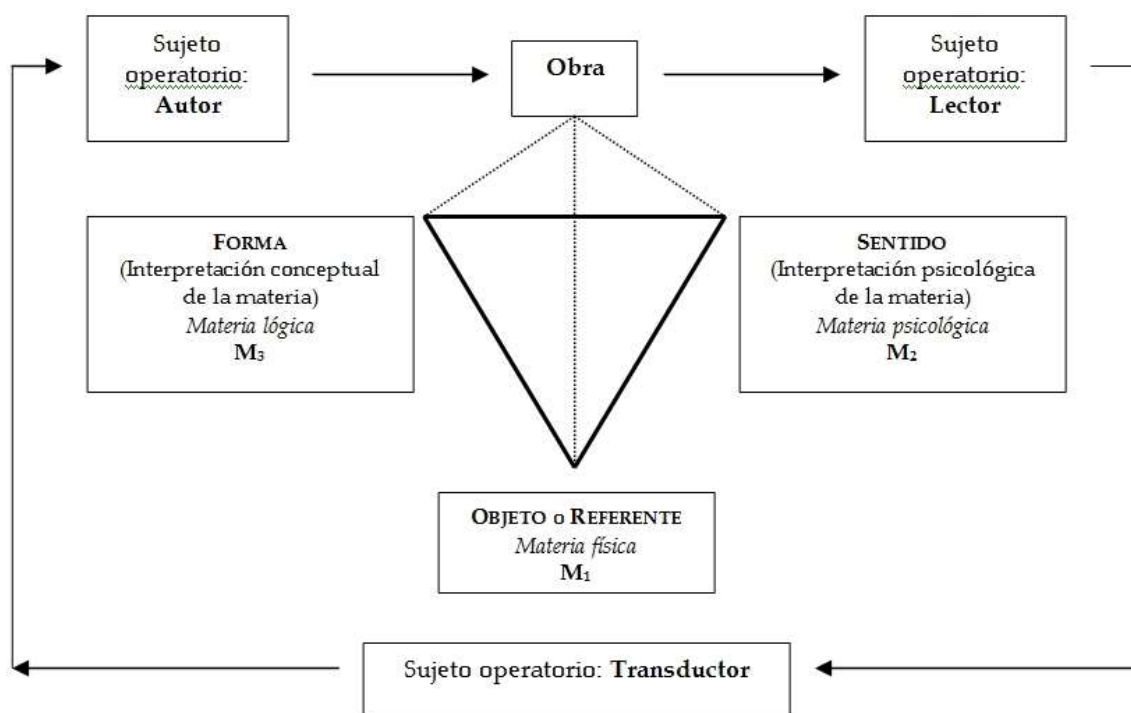 Sujeto
operatorio:
Autor
Obra
Sujeto
operatorio:
Lector
FORMA
(Interpretación conceptual
de la materia)
Materia lógica
M₃
SENTIDO
(Interpretación psicológica
de la materia)
Materia psicológica
M₂
OBJETO o REFERENTE
Materia física
M₁
Sujeto operatorio: Transductor